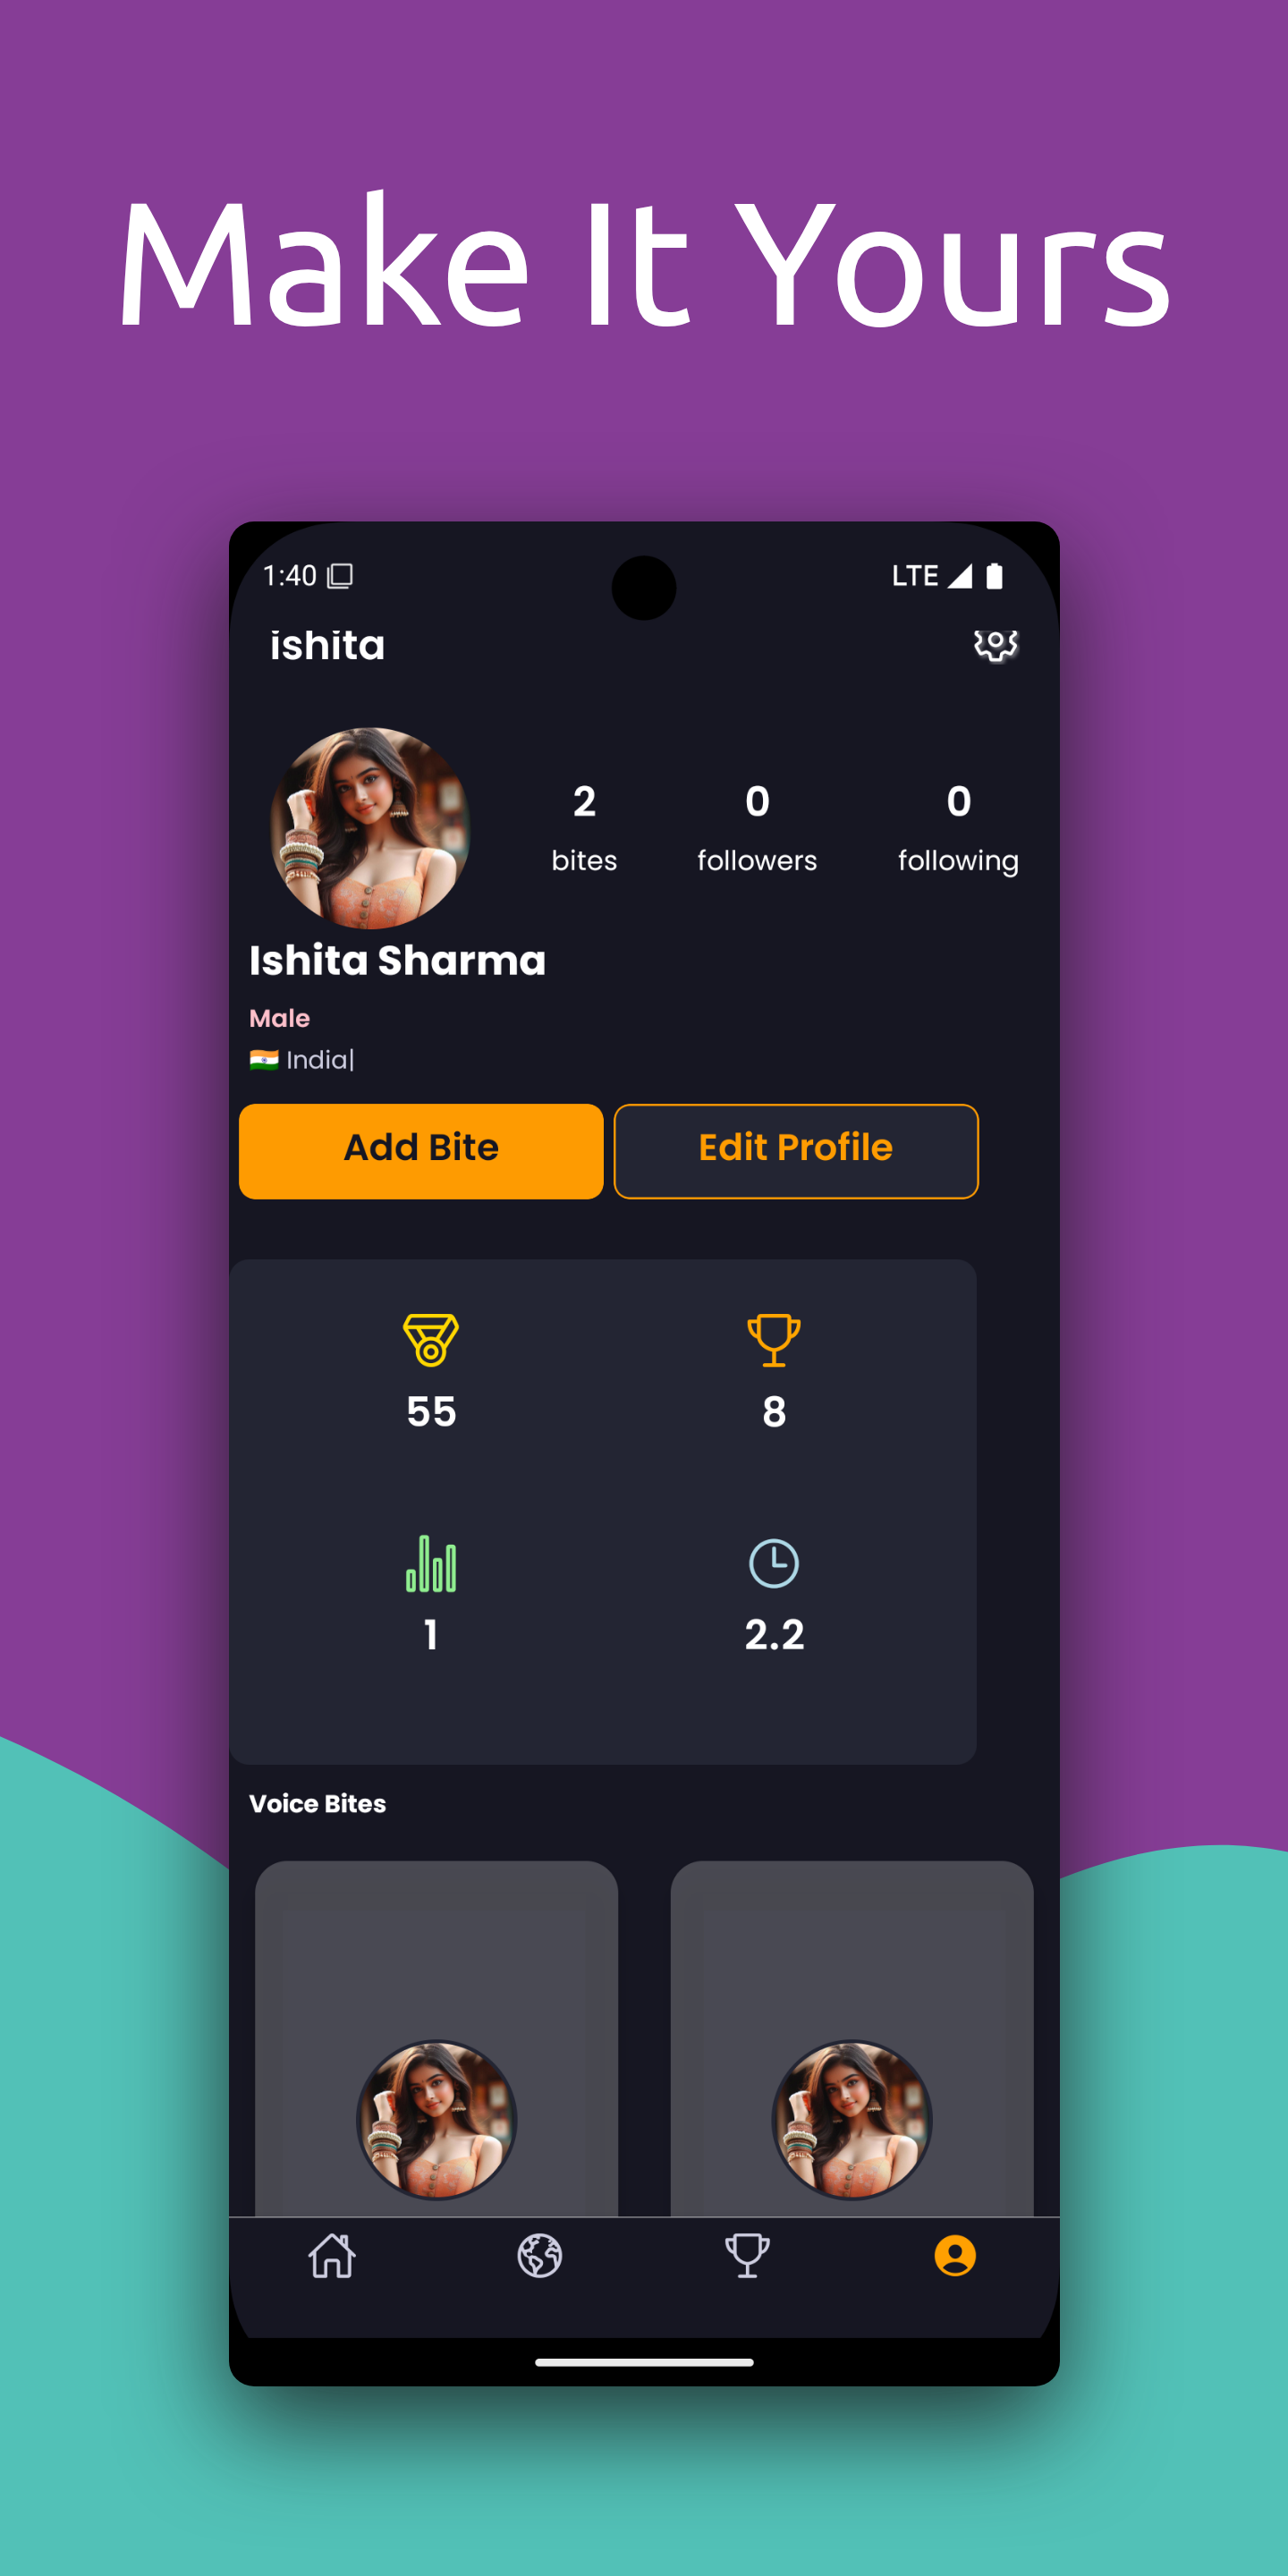 Make It Yours
1:40 LTE
ishita
2 0 0
bites followers following
Ishita Sharma
Male
🇮🇳 India|
Add Bite Edit Profile
55 8
1 2.2
Voice Bites